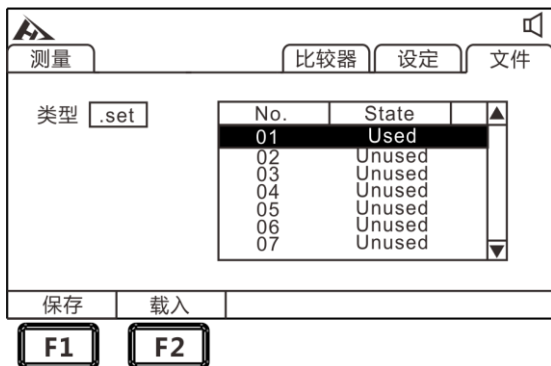 测量 比较器 设定 文件
类型 .set
No. State
01 Used
02 Unused
03 Unused
04 Unused
05 Unused
06 Unused
07 Unused
保存 载入
F1 F2